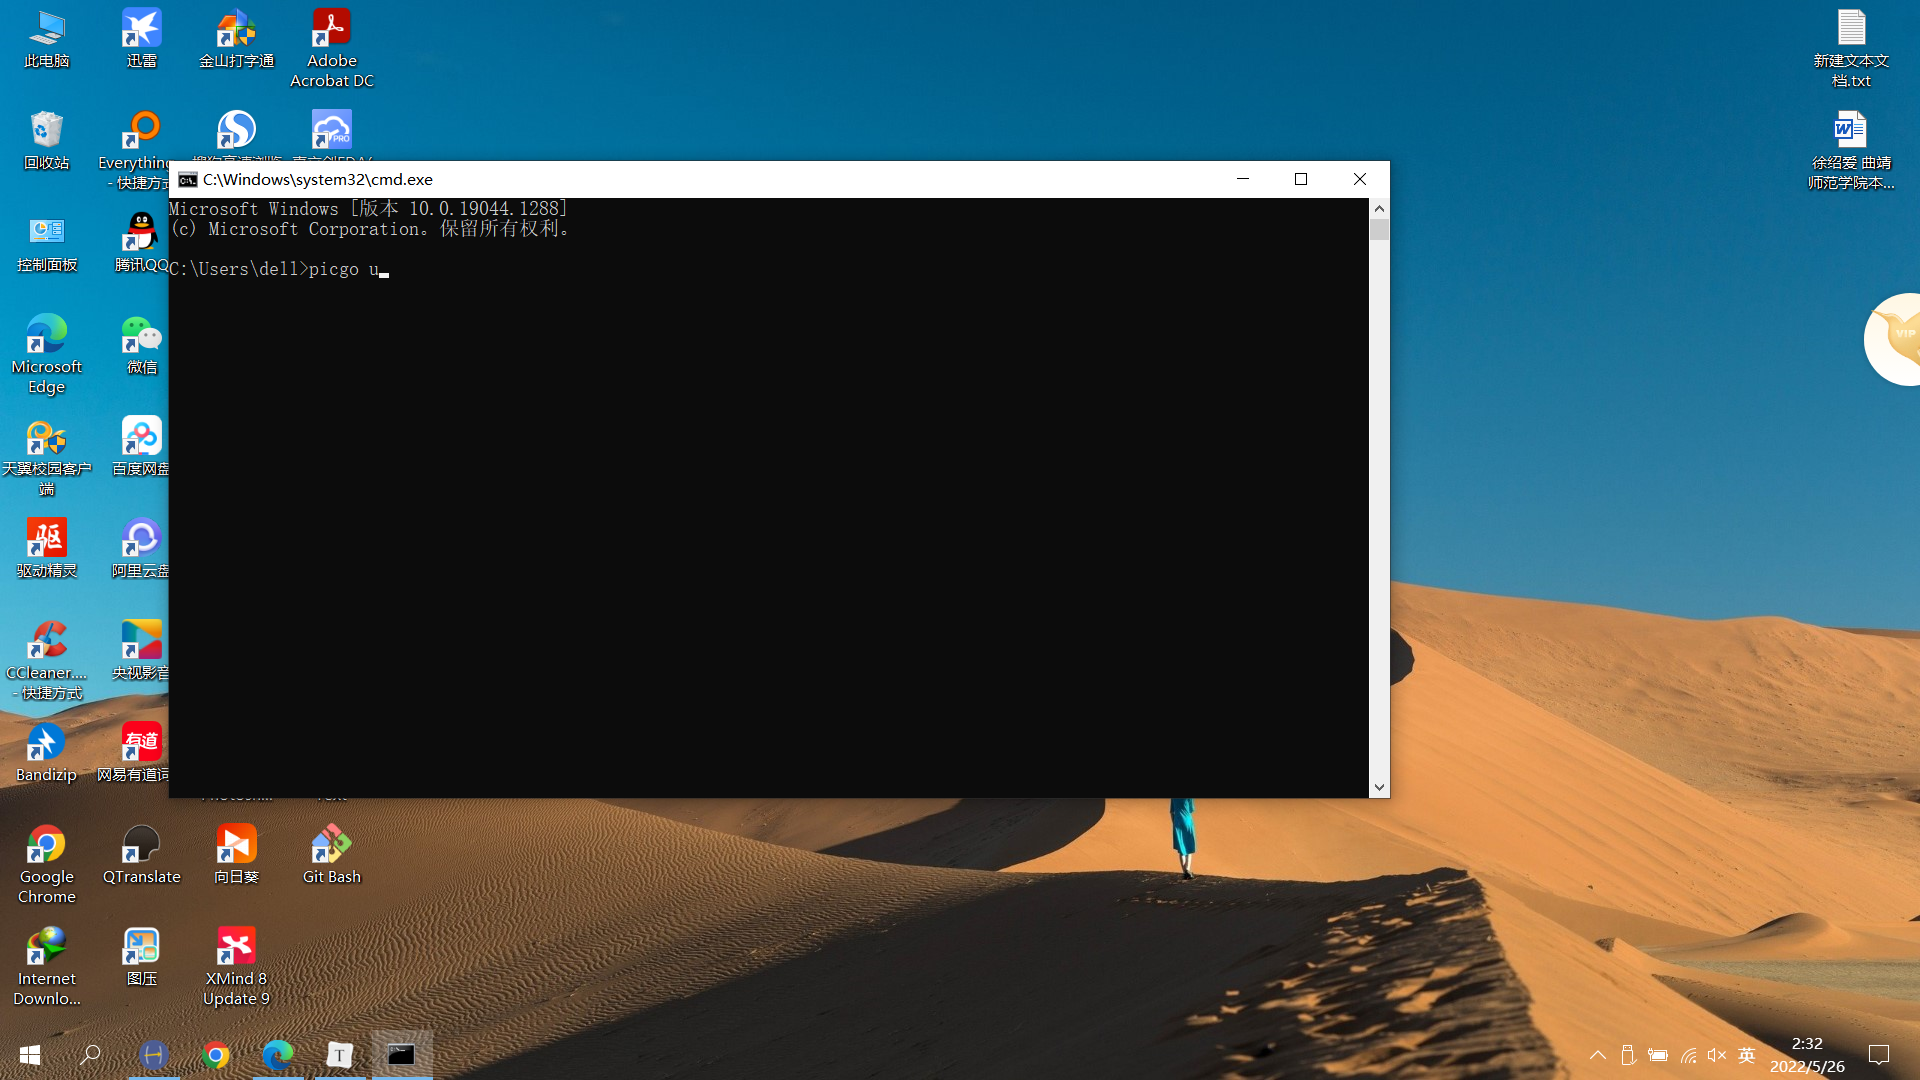 此电脑
迅雷
金山打字通
Adobe
Acrobat DC
新建文本文
档.txt
回收站
Everything
- 快捷方式
PRO
徐绍爱 曲靖
师范学院本...
C:\Windows\system32\cmd.exe
Microsoft Windows [版本 10.0.19044.1288]
(c) Microsoft Corporation。保留所有权利。
C:\Users\dell>picgo u
控制面板
腾讯QQ
VIP
Microsoft
Edge
微信
天翼校园客户
端
百度网盘
驱
驱动精灵
阿里云盘
CCleaner....
- 快捷方式
央视影音
Bandizip
有道
网易有道词
Google
Chrome
QTranslate
向日葵
Git Bash
Internet
Downlo...
图压
XMind 8
Update 9
T
英
2:32
2022/5/26